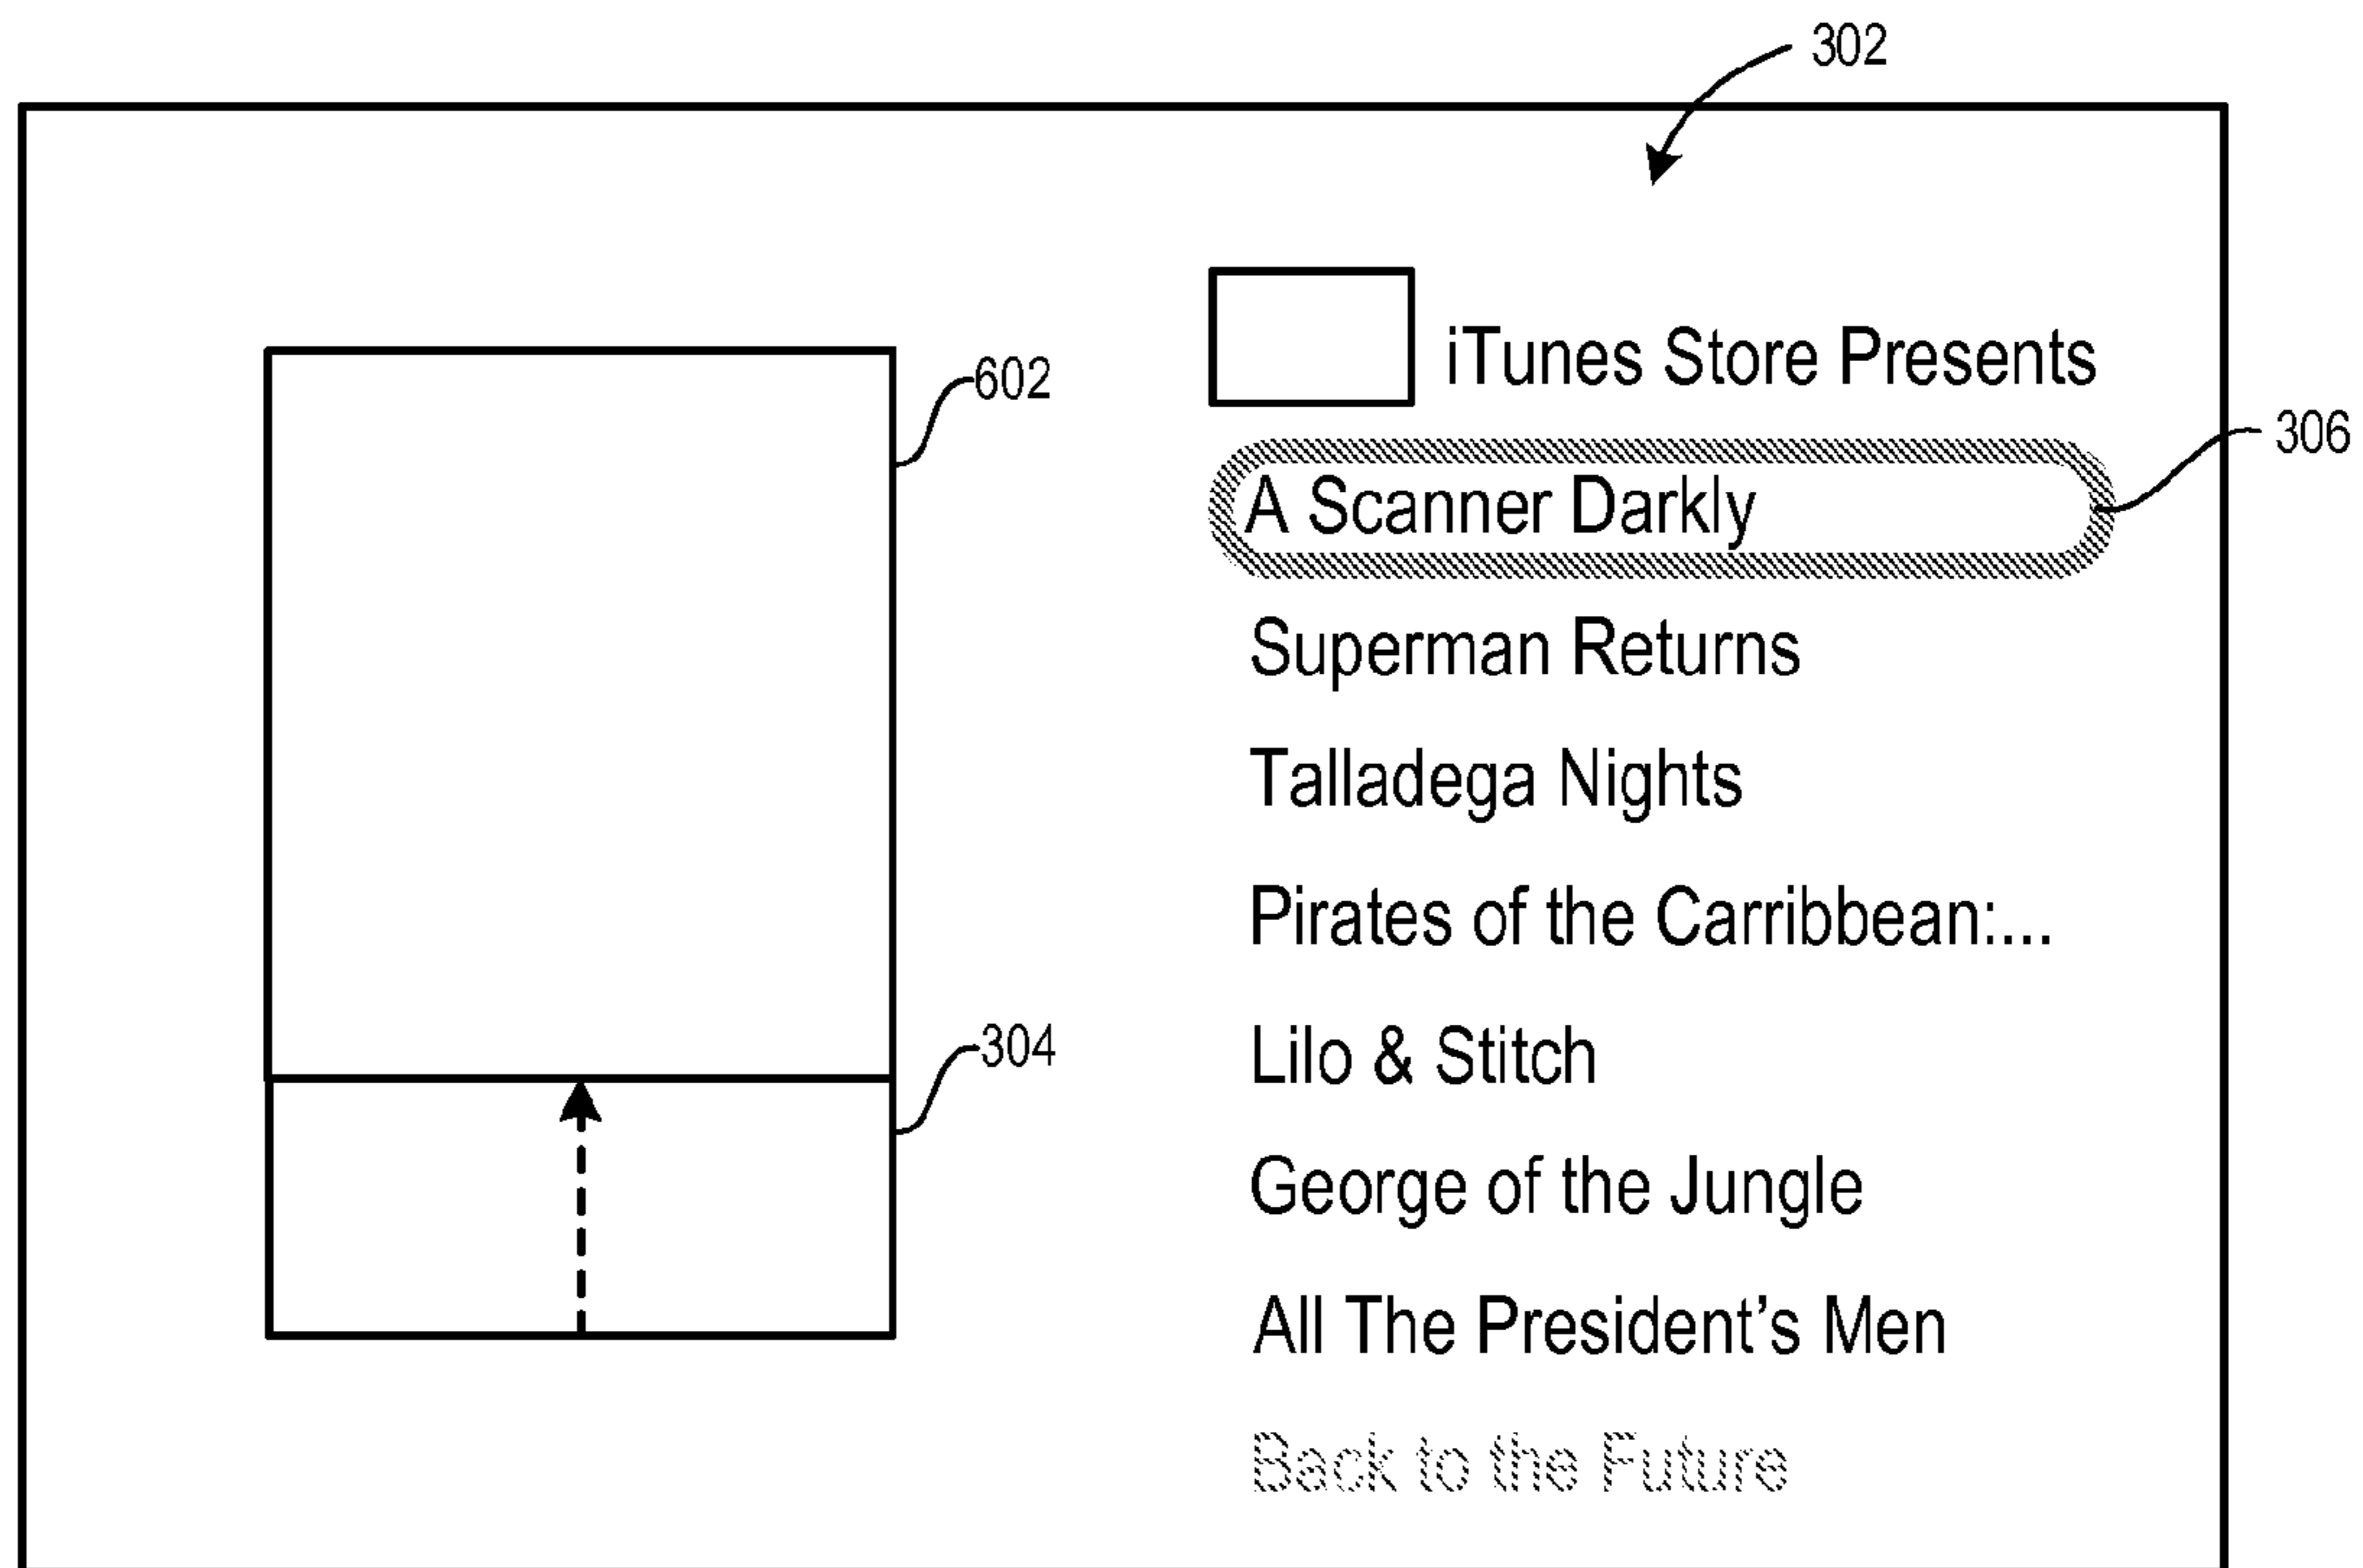 302
iTunes Store Presents
602
306
A Scanner Darkly
Superman Returns
Talladega Nights
Pirates of the Carribbean:....
304
Lilo & Stitch
George of the Jungle
All The President's Men
Back to the Future